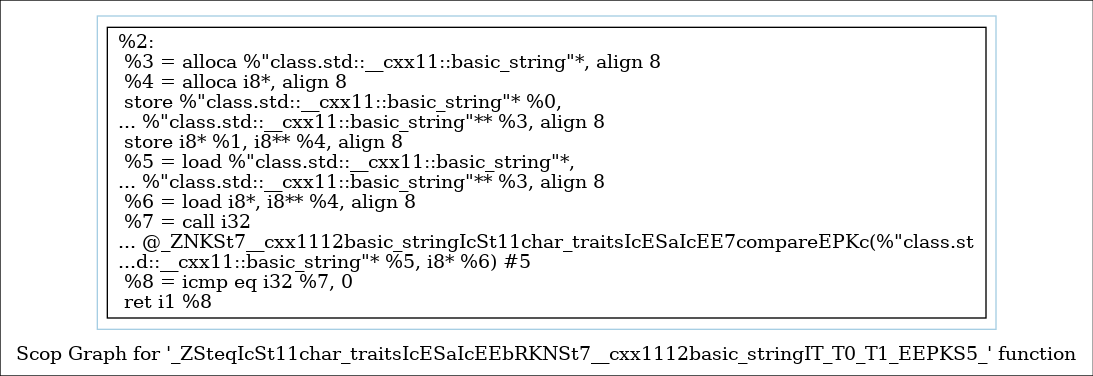 %2:
%3 = alloca %"class.std::__cxx11::basic_string"*, align 8
%4 = alloca i8*, align 8
store %"class.std::__cxx11::basic_string"* %0,
... %"class.std::__cxx11::basic_string"** %3, align 8
store i8* %1, i8** %4, align 8
%5 = load %"class.std::__cxx11::basic_string"*,
... %"class.std::__cxx11::basic_string"** %3, align 8
%6 = load i8*, i8** %4, align 8
%7 = call i32
... @_ZNKSt7__cxx1112basic_stringIcSt11char_traitsIcESaIcEE7compareEPKc(%"class.st
...d::__cxx11::basic_string"* %5, i8* %6) #5
%8 = icmp eq i32 %7, 0
ret i1 %8
Scop Graph for '_ZSteqIcSt11char_traitsIcESaIcEEbRKNSt7__cxx1112basic_stringIT_T0_T1_EEPKS5_' function